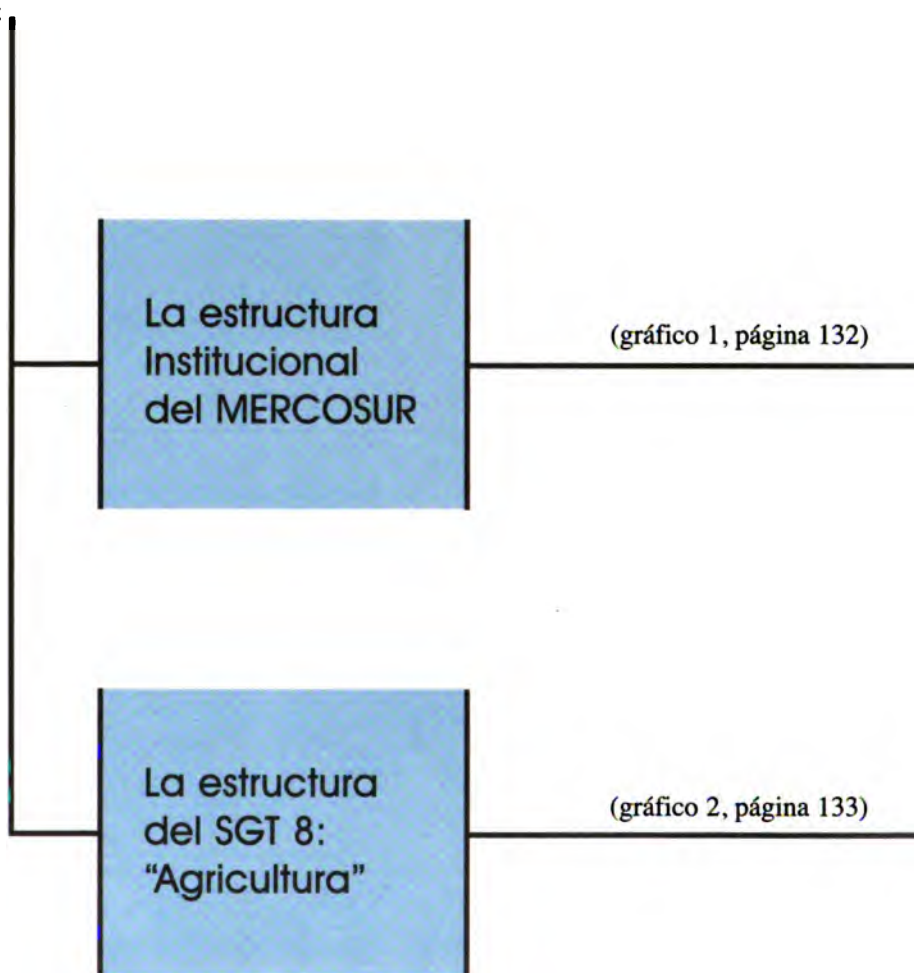 La estructura
Institucional
del MERCOSUR
(gráfico 1, página 132)
La estructura
del SGT 8:
“Agricultura”
(gráfico 2, página 133)